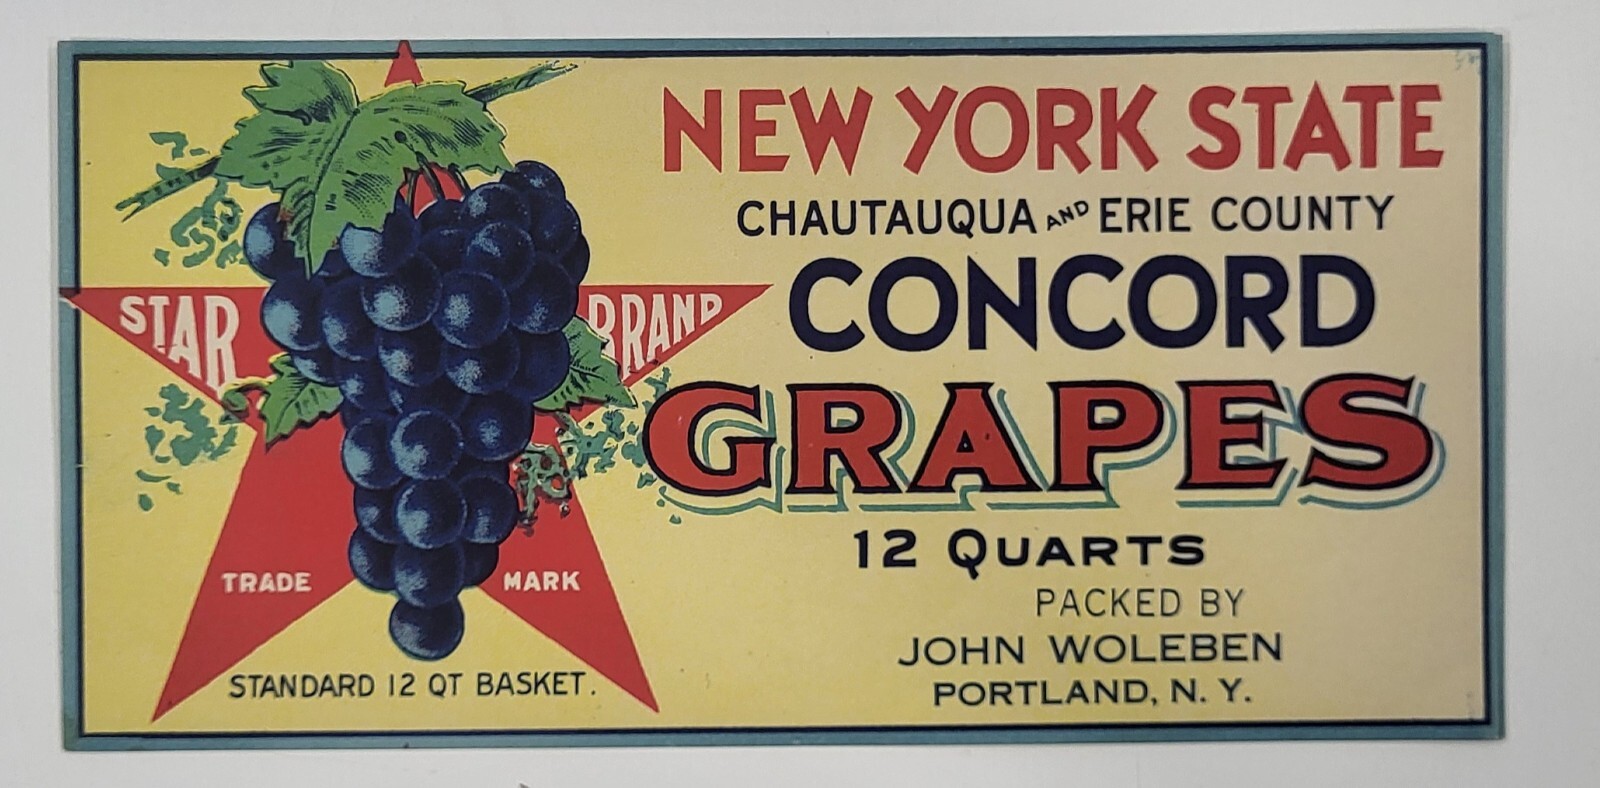 NEW YORK STATE
CHAUTAUQUA AND ERIE COUNTY
CONCORD
GRAPES
12 QUARTS
PACKED BY
JOHN WOLEBEN
PORTLAND, N. Y.
STAR BRAND
TRADE MARK
STANDARD 12 QT BASKET.